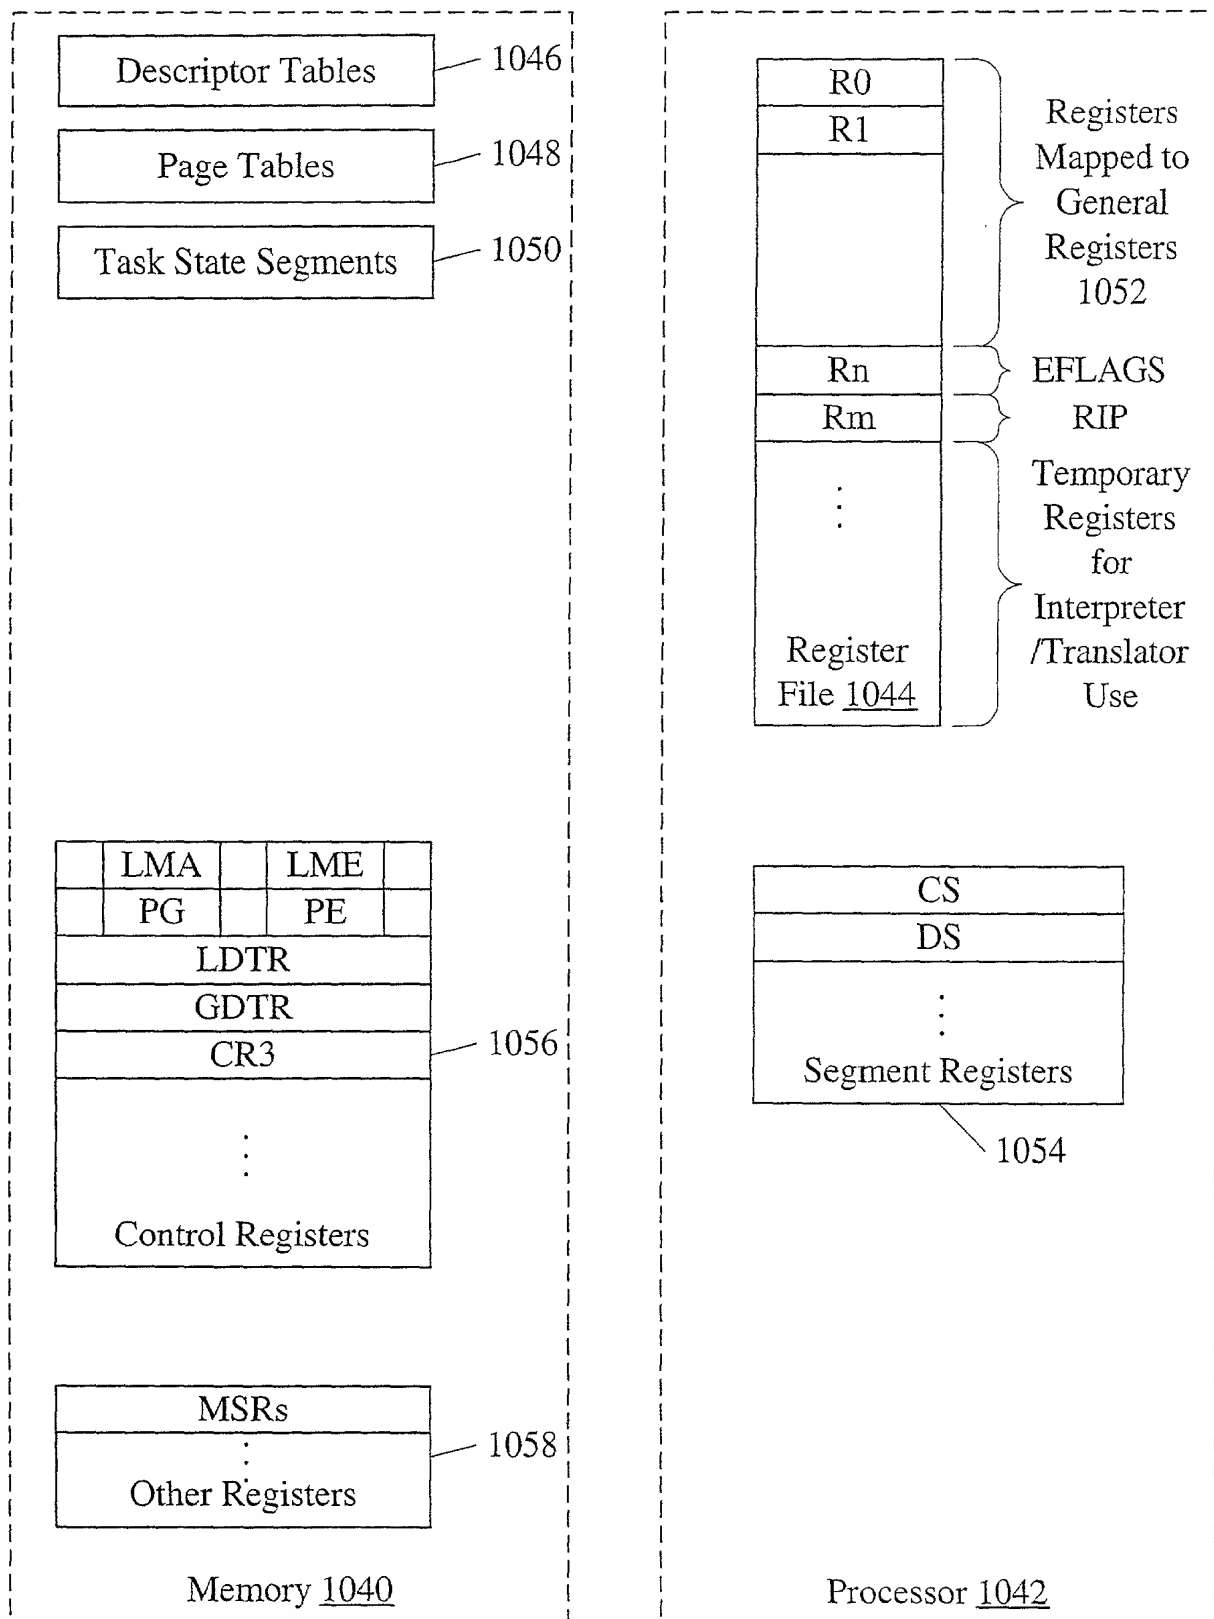 Descriptor Tables
1046
Page Tables
1048
Task State Segments
1050
LMA
LME
PG
PE
LDTR
GDTR
CR3
1056
Control Registers
MSRs
1058
Other Registers
Memory 1040
R0
R1
Registers
Mapped to
General
Registers
1052
Rn
EFLAGS
Rm
RIP
Temporary
Registers
for
Interpreter
/Translator
Use
Register
File 1044
CS
DS
Segment Registers
1054
Processor 1042